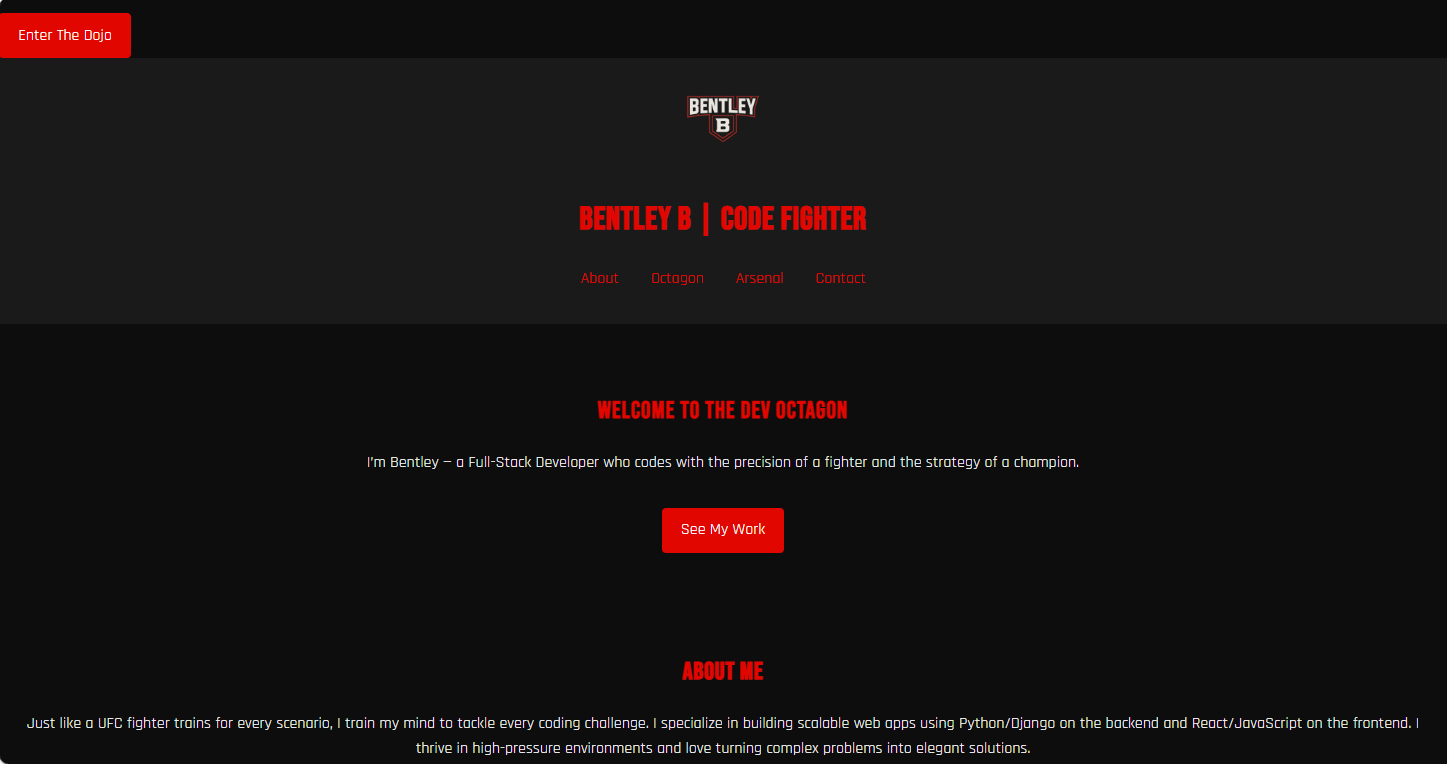 Enter The Dojo
BENTLEY
B
BENTLEY B | CODE FIGHTER
About Octagon Arsenal Contact
WELCOME TO THE DEV OCTAGON
I'm Bentley – a Full-Stack Developer who codes with the precision of a fighter and the strategy of a champion.
See My Work
ABOUT ME
Just like a UFC fighter trains for every scenario, I train my mind to tackle every coding challenge. I specialize in building scalable web apps using Python/Django on the backend and React/JavaScript on the frontend. I
thrive in high-pressure environments and love turning complex problems into elegant solutions.